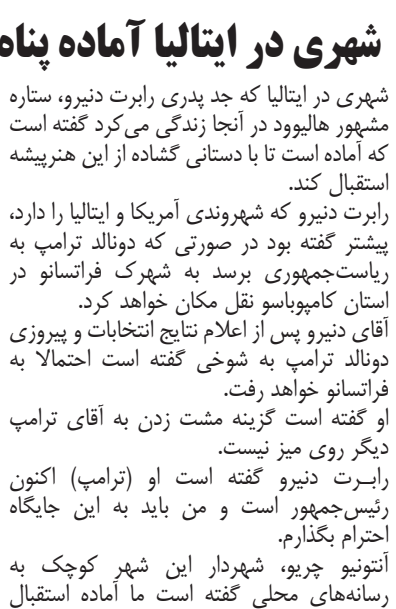 شهری در ایتالیا آماده پناه
شهری در ایتالیا که جد پدری رابرت دنیرو، ستاره
مشهور هالیوود در آنجا زندگی می‌کرد گفته است
که آماده است تا با دستانی گشاده از این هنرپیشه
استقبال کند.
رابرت دنیرو که شهروندی آمریکا و ایتالیا را دارد،
پیشتر گفته بود در صورتی که دونالد ترامپ به
ریاست‌جمهوری برسد به شهرک فراتسانو در
استان کامپوباسو نقل مکان خواهد کرد.
آقای دنیرو پس از اعلام نتایج انتخابات و پیروزی
دونالد ترامپ به شوخی گفته است احتمالا به
فراتسانو خواهد رفت.
او گفته است گزینه مشت زدن به آقای ترامپ
دیگر روی میز نیست.
رابـرت دنیرو گفته است او (ترامپ) اکنون
رئیس‌جمهور است و من باید به این جایگاه
احترام بگذارم.
آنتونیو چریو، شهردار این شهر کوچک به
رسانه‌های محلی گفته است ما آماده استقبال